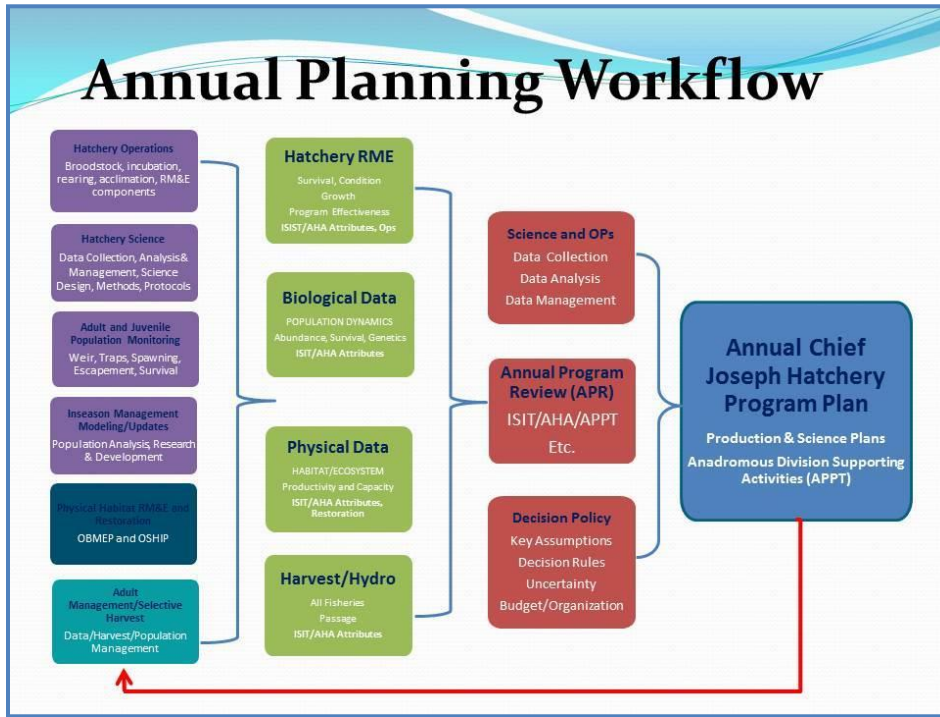 Annual Planning Workflow
Hatchery Operations
Broodstock, incubation,
rearing, acclimation, RM&E
components
Hatchery Science
Data Collection, Analysis&
Management, Science
Design, Methods, Protocols
Adult and Juvenile
Population Monitoring
Weir, Traps, Spawning,
Escapement, Survival
Inseason Management
Modeling/Updates
Population Analysis, Research
& Development
Physical Habitat RM&E and
Restoration
OBMEP and OSHIP
Adult
Management/Selective
Harvest
Data/Harvest/Population
Management
Hatchery RME
Survival, Condition
Growth
Program Effectiveness
ISIST/AHA Attributes, Ops
Biological Data
POPULATION DYNAMICS
Abundance, Survival, Genetics
ISIT/AHA Attributes
Physical Data
HABITAT/ECOSYSTEM
Productivity and Capacity
ISIT/AHA Attributes,
Restoration
Harvest/Hydro
All Fisheries
Passage
ISIT/AHA Attributes
Science and OPs
Data Collection
Data Analysis
Data Management
Annual Program
Review (APR)
ISIT/AHA/APPT
Etc.
Decision Policy
Key Assumptions
Decision Rules
Uncertainty
Budget/Organization
Annual Chief
Joseph Hatchery
Program Plan
Production & Science Plans
Anadromous Division Supporting
Activities (APPT)